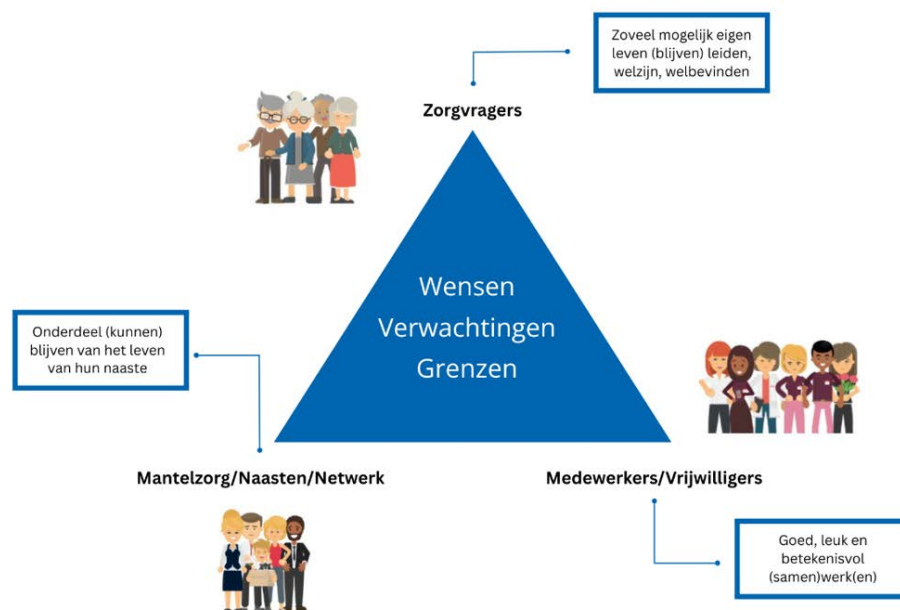 Zoveel mogelijk eigen
leven (blijven) leiden,
welzijn, welbevinden
Zorgvragers
Wensen
Verwachtingen
Grenzen
Onderdeel (kunnen)
blijven van het leven
van hun naaste
Mantelzorg/Naasten/Netwerk
Medewerkers/Vrijwilligers
Goed, leuk en
betekenisvol
(samen)werk(en)